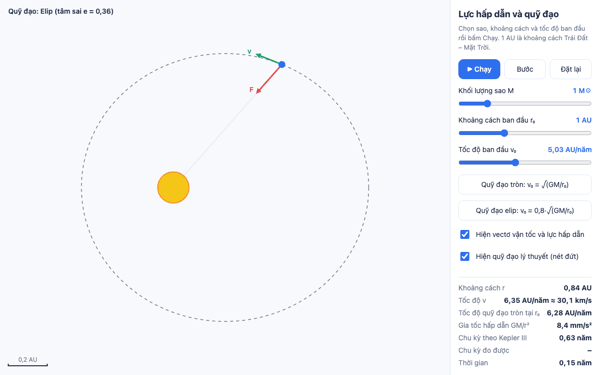 Quỹ đạo: Elip (tâm sai e = 0,36)
v
F
0,2 AU
Lực hấp dẫn và quỹ đạo
Chọn sao, khoảng cách và tốc độ ban đầu
rồi bấm Chạy. 1 AU là khoảng cách Trái Đất
– Mặt Trời.
▶ Chạy
Bước
Đặt lại
Khối lượng sao M
1 M☉
Khoảng cách ban đầu r₀
1 AU
Tốc độ ban đầu v₀
5,03 AU/năm
Quỹ đạo tròn: v₀ = √(GM/r₀)
Quỹ đạo elip: v₀ = 0,8·√(GM/r₀)
Hiện vectơ vận tốc và lực hấp dẫn
Hiện quỹ đạo lý thuyết (nét đứt)
Khoảng cách r 0,84 AU
Tốc độ v 6,35 AU/năm ≈ 30,1 km/s
Tốc độ quỹ đạo tròn tại r₀ 6,28 AU/năm
Gia tốc hấp dẫn GM/r² 8,4 mm/s²
Chu kỳ theo Kepler III 0,63 năm
Chu kỳ đo được –
Thời gian 0,15 năm